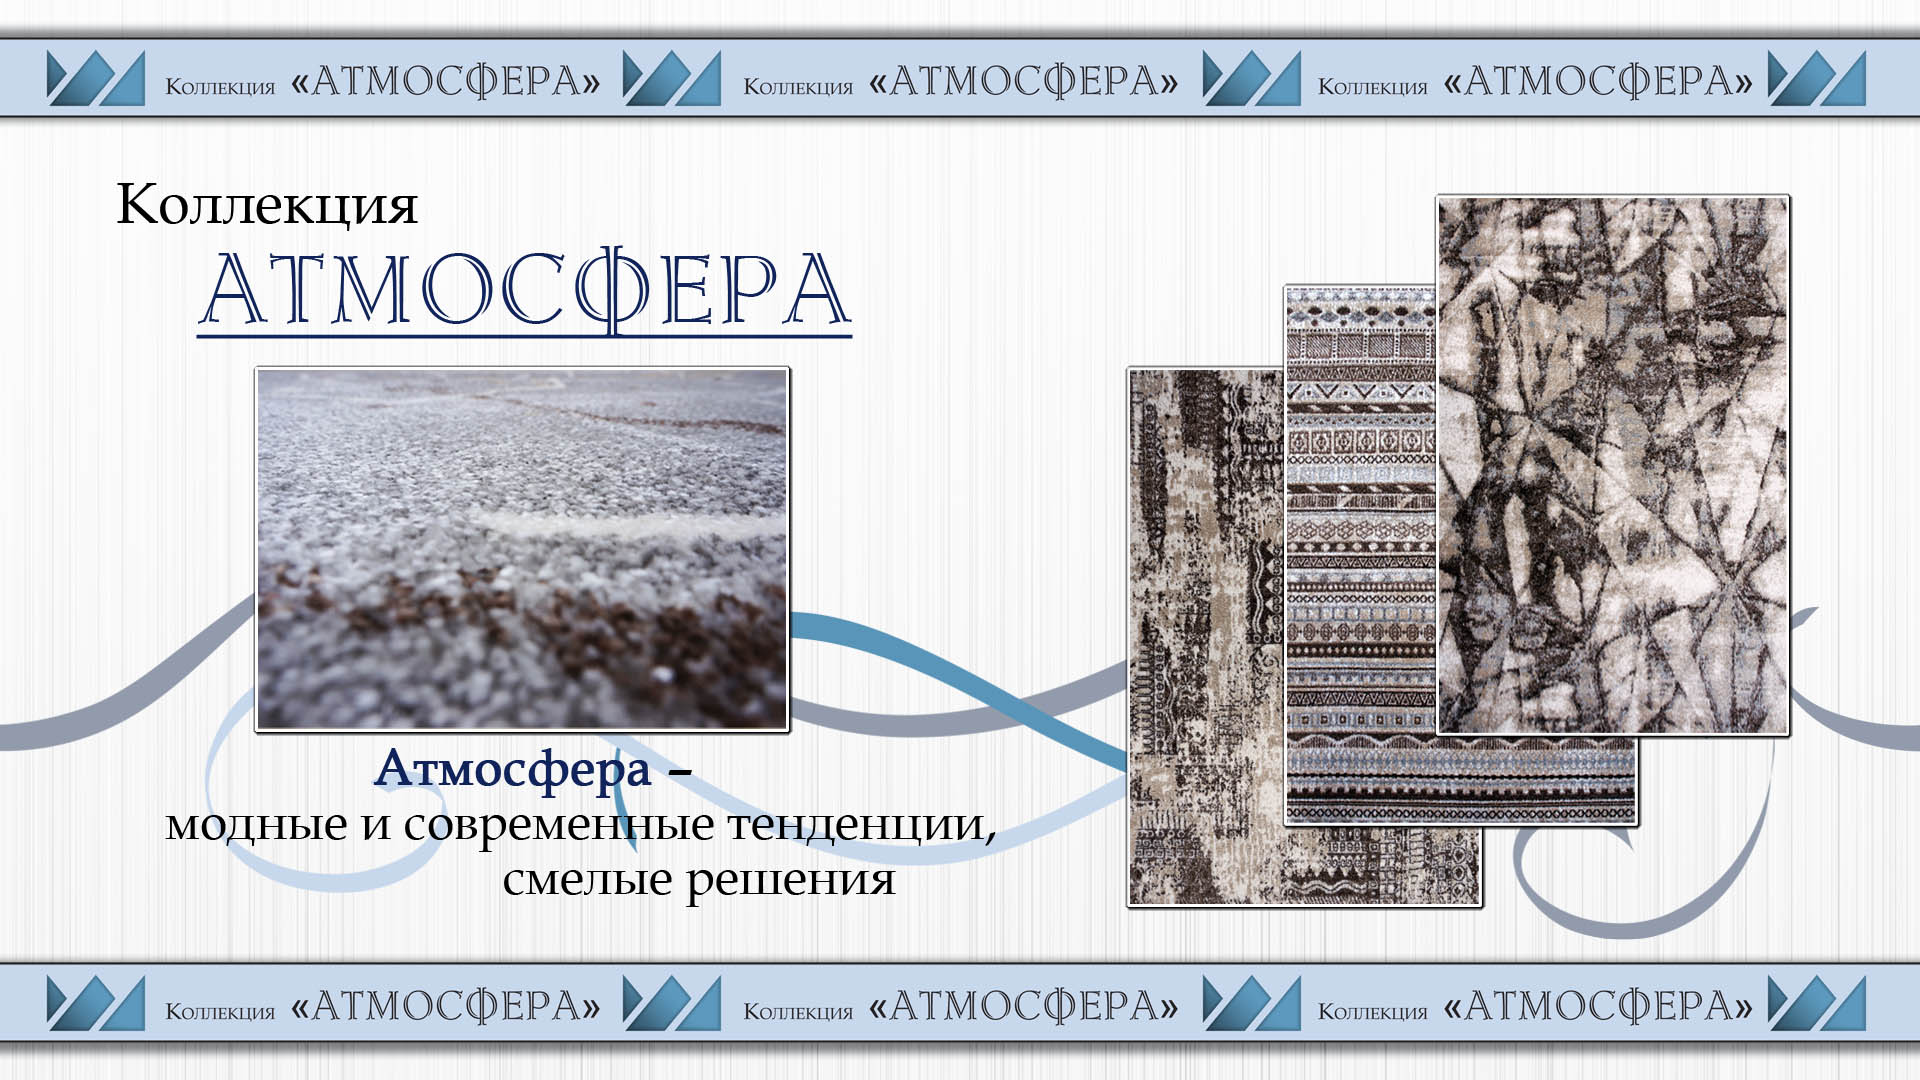 Коллекция «АТМОСФЕРА» Коллекция «АТМОСФЕРА» Коллекция «АТМОСФЕРА»
Коллекция
АТМОСФЕРА
Атмосфера –
модные и современные тенденции,
смелые решения
Коллекция «АТМОСФЕРА» Коллекция «АТМОСФЕРА» Коллекция «АТМОСФЕРА»